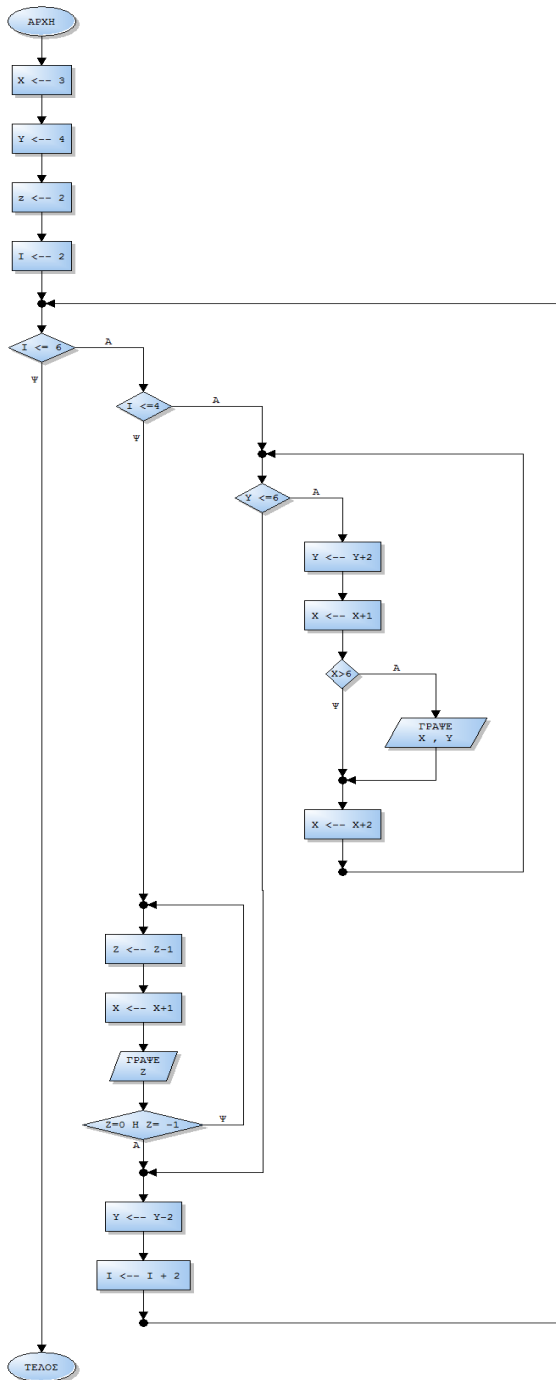 ΑΡΧΗ
X <-- 3
Y <-- 4
z <-- 2
I <-- 2
I <= 6
Α
Ψ
I <=4
Α
Ψ
Y <=6
Α
Y <-- Y+2
X <-- X+1
X>6
Α
Ψ
ΓΡΑΨΕ
X , Y
X <-- X+2
Z <-- Z-1
X <-- X+1
ΓΡΑΨΕ
Z
Z=0 Η Z= -1
Ψ
Α
Y <-- Y-2
I <-- I + 2
ΤΕΛΟΣ